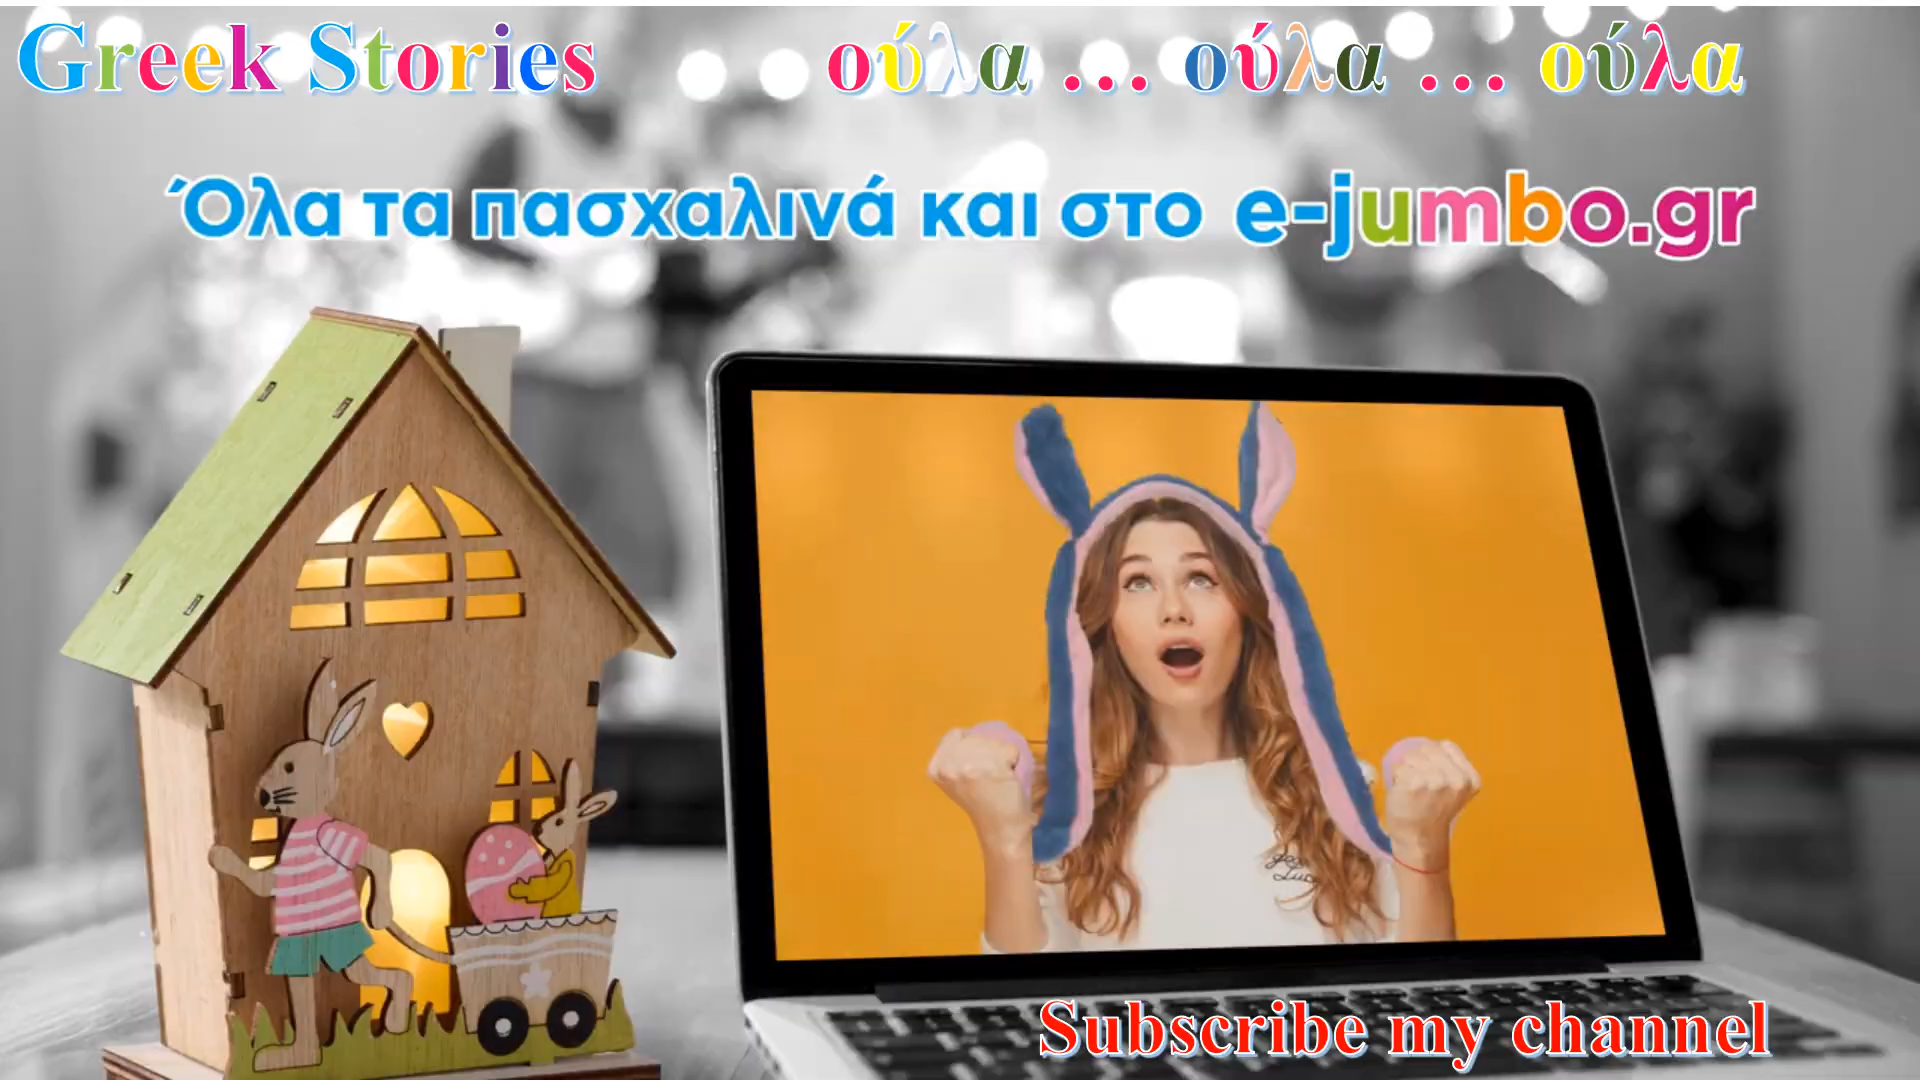 Greek Stories
ούλα ... ούλα ... ούλα
Όλα τα πασχαλινά και στο e-jumbo.gr
Subscribe my channel